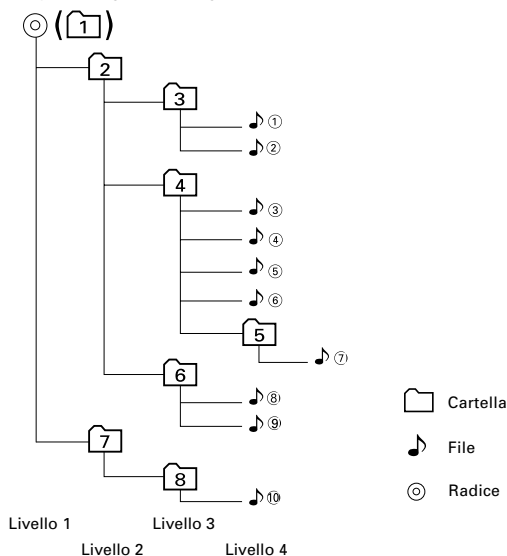 (1)
2
3
①
②
4
③
④
⑤
⑥
5
⑦
6
⑧
⑨
7
8
⑩
Cartella
File
Radice
Livello 1
Livello 3
Livello 2
Livello 4